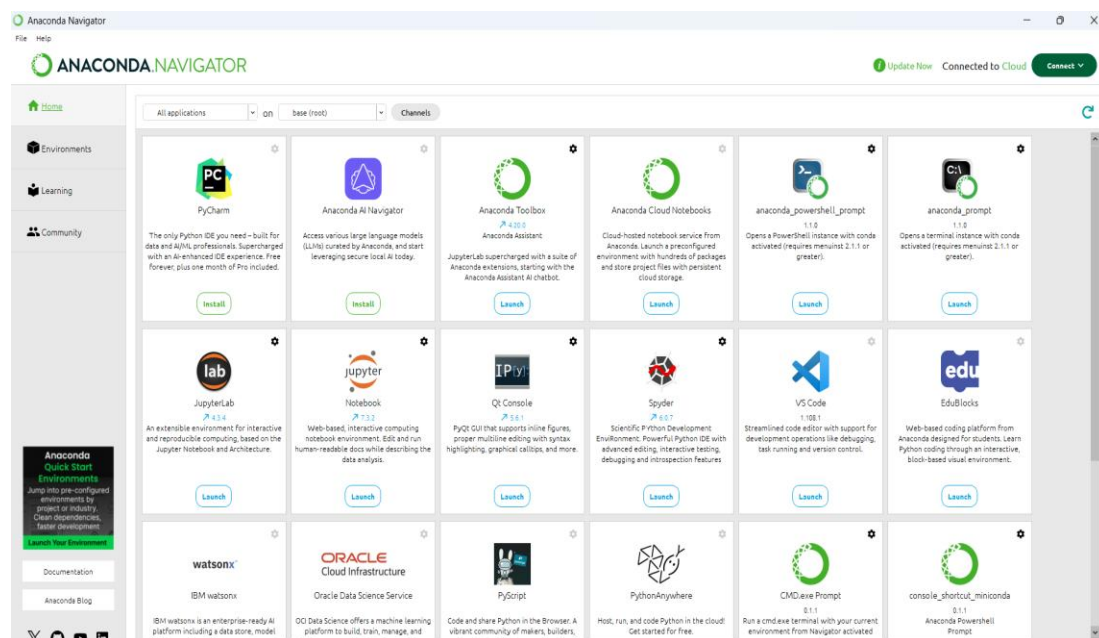 Anaconda Navigator
File Help
ANACONDA.NAVIGATOR
Update Now Connected to Cloud Connect
Home
Environments
Learning
Community
All applications on base (root) Channels
PC
PyCharm
The only Python IDE you need – built for
data and AI/ML professionals. Supercharged
with an AI-enhanced IDE experience. Free
forever, plus one month of Pro included.
Install
Anaconda AI Navigator
Access various large language models
(LLMs) curated by Anaconda, and start
leveraging secure local AI today.
Install
Anaconda Toolbox
4.20.0
Anaconda Assistant
JupyterLab supercharged with a suite of
Anaconda extensions, starting with the
Anaconda Assistant AI chatbot.
Launch
Anaconda Cloud Notebooks
Cloud-hosted notebook service from
Anaconda. Launch a preconfigured
environment with hundreds of packages
and store project files with persistent
cloud storage.
Launch
anaconda_powershell_prompt
1.1.0
Opens a PowerShell instance with conda
activated (requires menuinst 2.1.1 or
greater).
Launch
C:\
anaconda_prompt
1.1.0
Opens a terminal instance with conda
activated (requires menuinst 2.1.1 or
greater).
Launch
lab
JupyterLab
4.3.4
An extensible environment for interactive
and reproducible computing, based on the
Jupyter Notebook and Architecture.
Launch
jupyter
Notebook
7.3.2
Web-based, interactive computing
notebook environment. Edit and run
human-readable docs while describing the
data analysis.
Launch
IP[y]:
Qt Console
5.6.1
PyQt GUI that supports inline figures,
proper multiline editing with syntax
highlighting, graphical calltips, and more.
Launch
Spyder
6.0.7
Scientific PYthon Development
EnviRonment. Powerful Python IDE with
advanced editing, interactive testing,
debugging and introspection features
Launch
VS Code
1.108.1
Streamlined code editor with support for
development operations like debugging,
task running and version control.
Launch
edu
EduBlocks
Web-based coding platform from
Anaconda designed for students. Learn
Python coding through an interactive,
block-based visual environment.
Launch
watsonx
IBM watsonx
IBM watsonx is an enterprise-ready AI
platform including a data store, model
ORACLE
Cloud Infrastructure
Oracle Data Science Service
OCI Data Science offers a machine learning
platform to build, train, manage, and
PyScript
Code and share Python in the Browser. A
vibrant community of makers, builders,
PythonAnywhere
Host, run, and code Python in the cloud!
Get started for free.
CMD.exe Prompt
0.1.1
Run a cmd.exe terminal with your current
environment from Navigator activated
console_shortcut_miniconda
0.1.1
Anaconda Powershell
Prompt
Anaconda
Quick Start
Environments
Jump into pre-configured
environments by
project or industry.
Clean dependencies,
faster development
Launch Your Environment
Documentation
Anaconda Blog